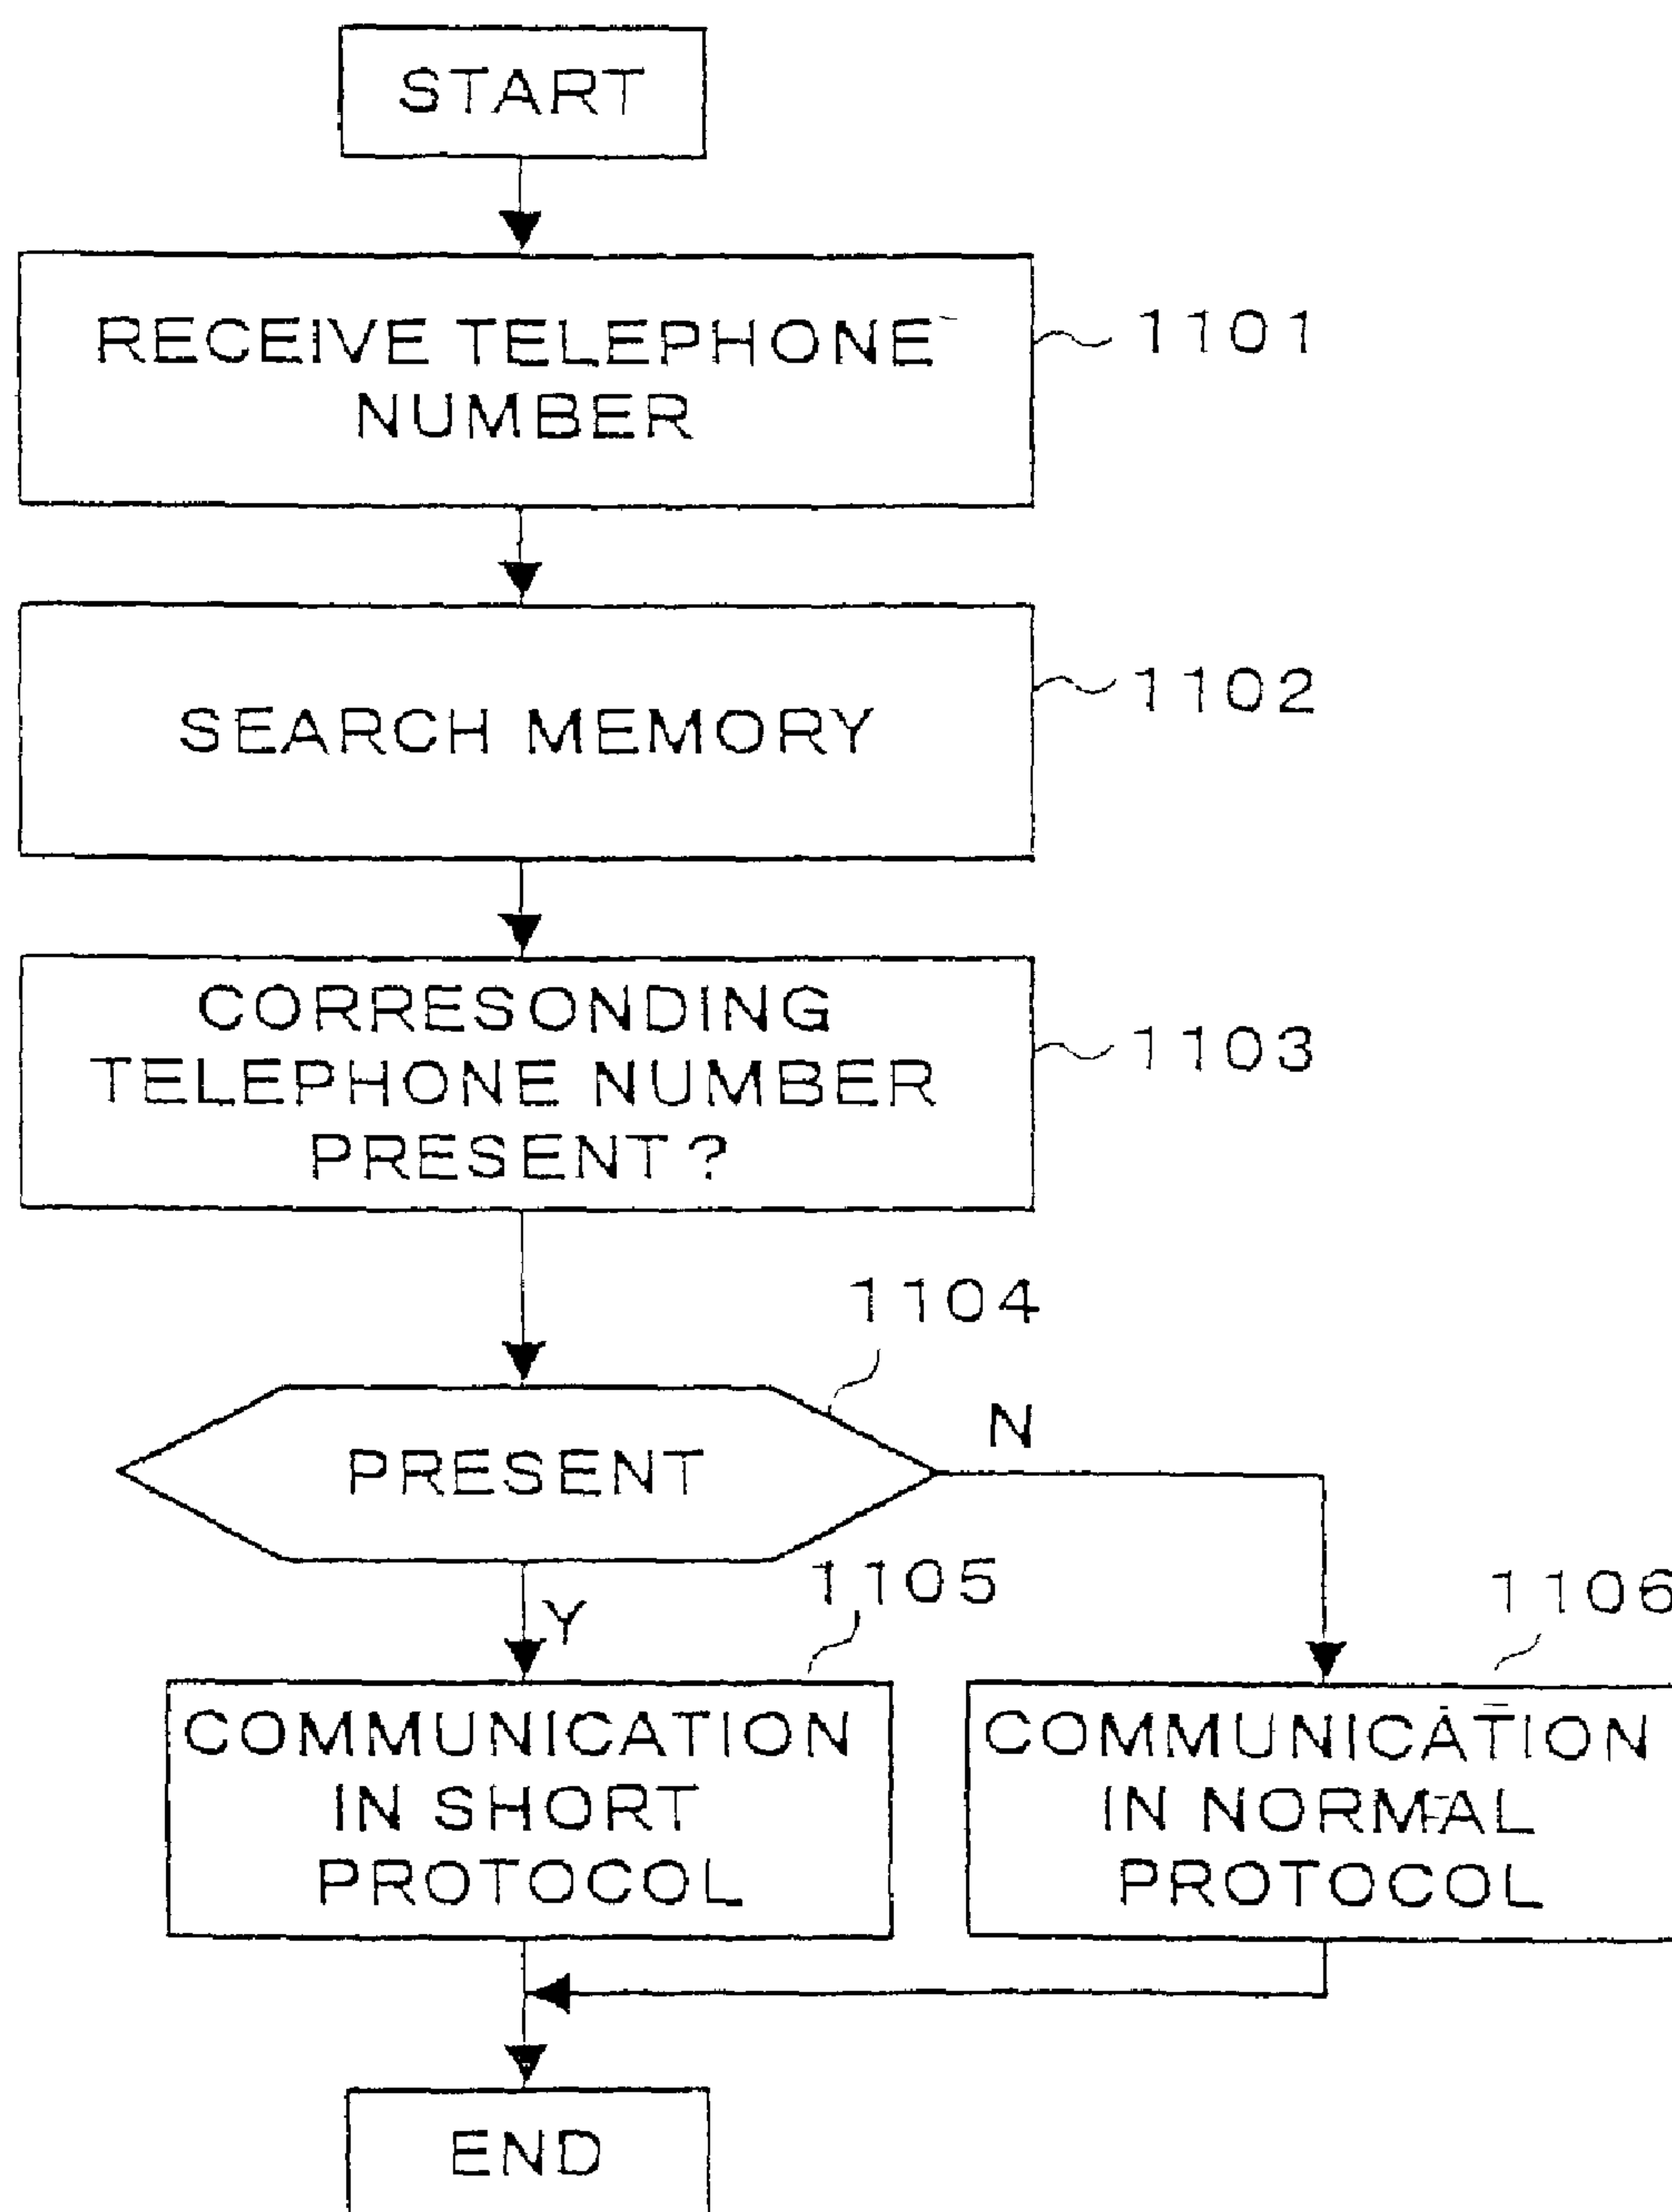 START
RECEIVE TELEPHONE
NUMBER
1101
SEARCH MEMORY
1102
CORRESONDING
TELEPHONE NUMBER
PRESENT?
1103
1104
PRESENT
N
Y
1105
1106
COMMUNICATION
IN SHORT
PROTOCOL
COMMUNICATION
IN NORMAL
PROTOCOL
END